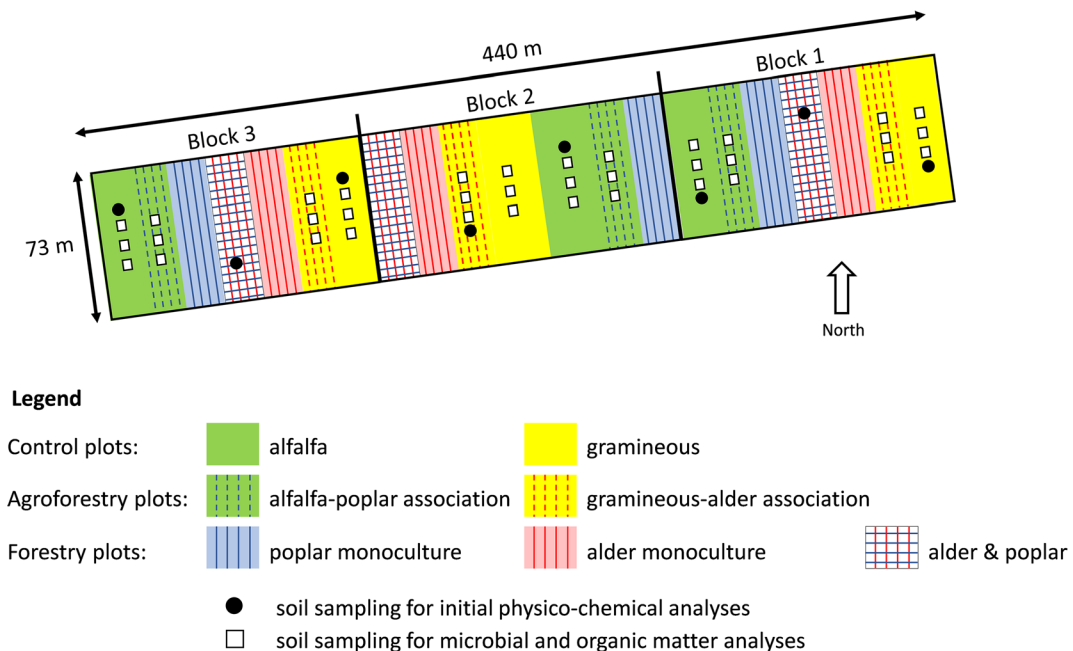 440 m
Block 1
Block 2
Block 3
73 m
North
Legend
Control plots: alfalfa gramineous
Agroforestry plots: alfalfa-poplar association gramineous-alder association
Forestry plots: poplar monoculture alder monoculture alder & poplar
soil sampling for initial physico-chemical analyses
soil sampling for microbial and organic matter analyses